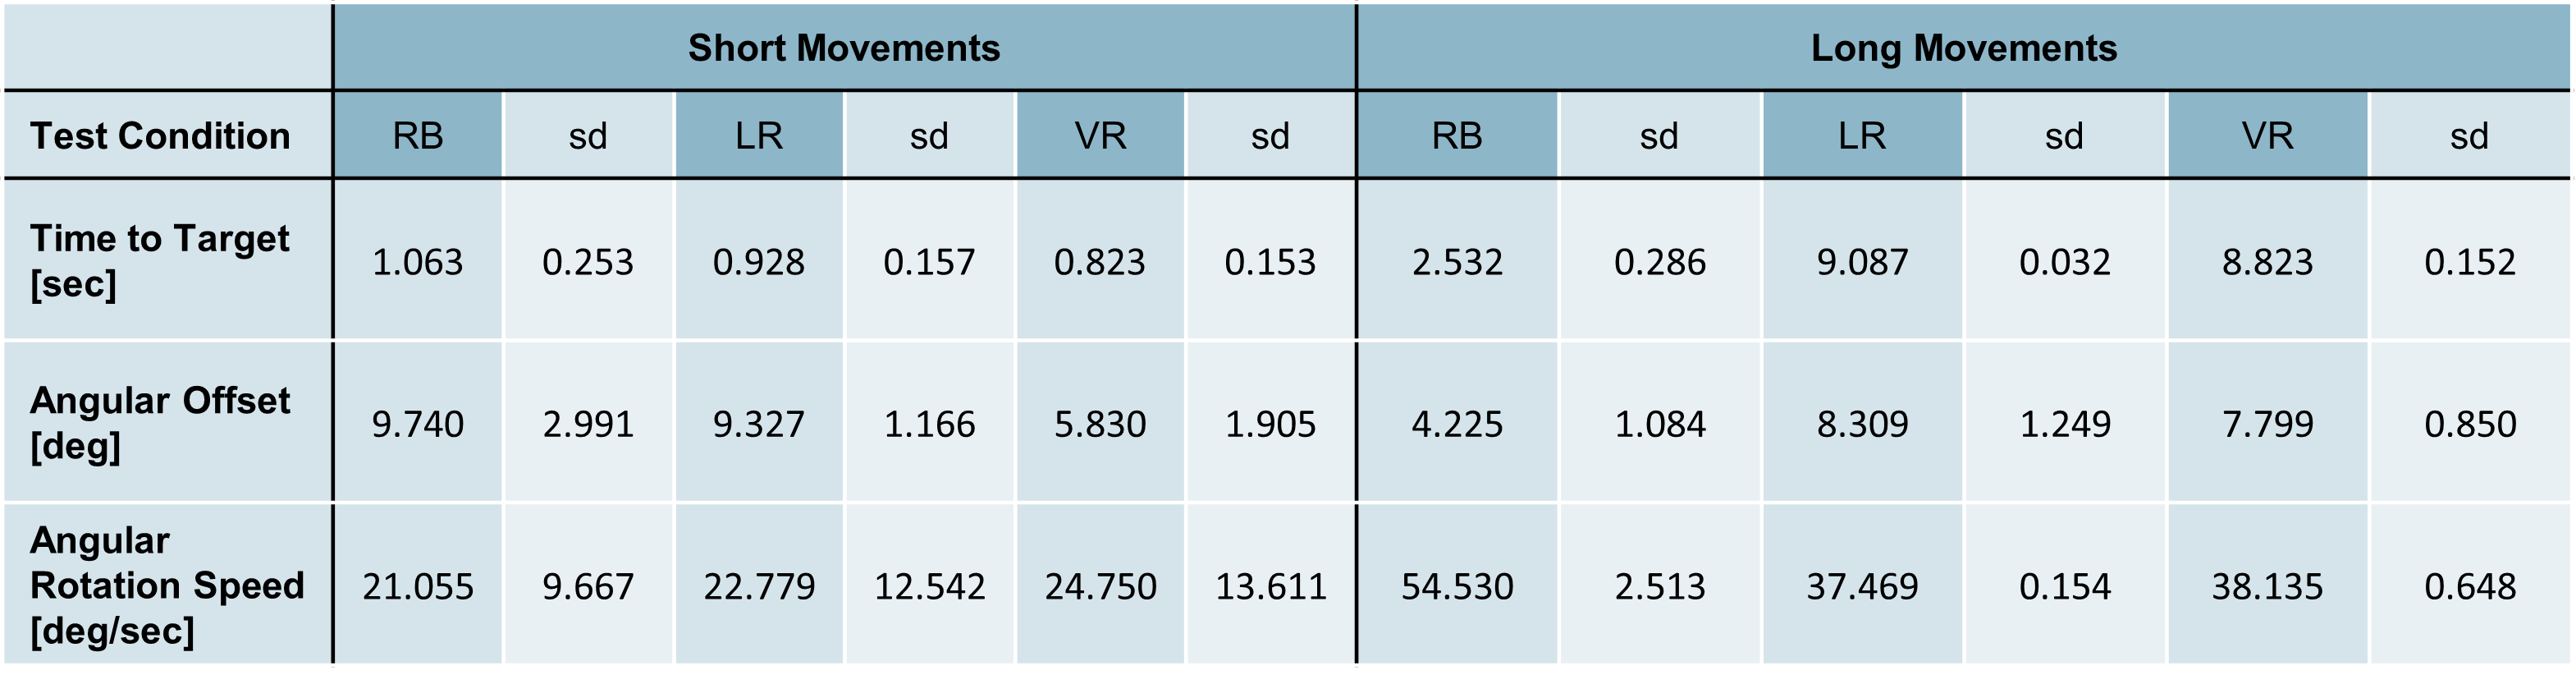 Short Movements Long Movements
Test Condition RB sd LR sd VR sd RB sd LR sd VR sd
Time to Target
[sec] 1.063 0.253 0.928 0.157 0.823 0.153 2.532 0.286 9.087 0.032 8.823 0.152
Angular Offset
[deg] 9.740 2.991 9.327 1.166 5.830 1.905 4.225 1.084 8.309 1.249 7.799 0.850
Angular
Rotation Speed 21.055 9.667 22.779 12.542 24.750 13.611 54.530 2.513 37.469 0.154 38.135 0.648
[deg/sec]